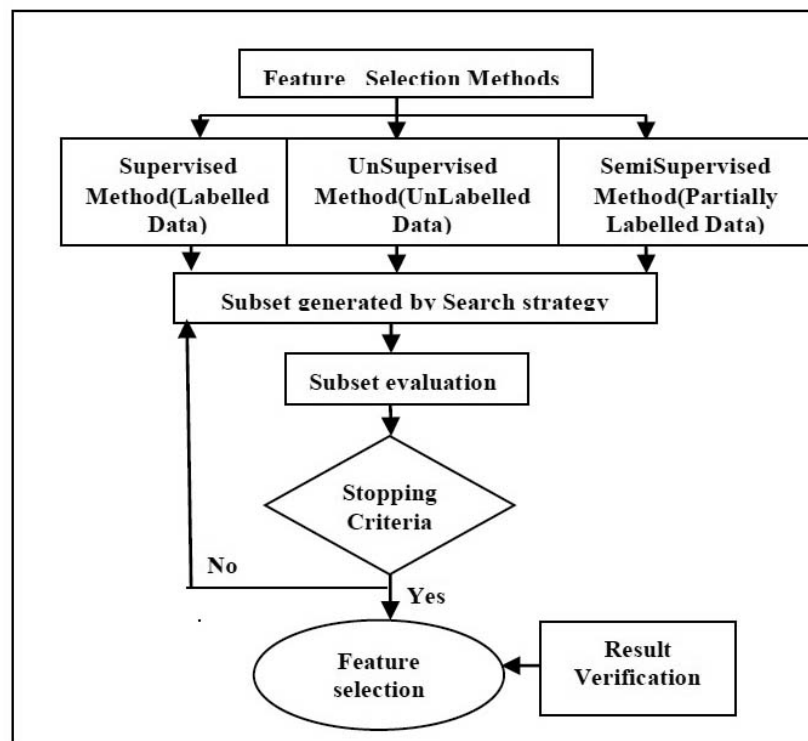 Feature Selection Methods
Supervised
Method(Labelled
Data)
UnSupervised
Method(UnLabelled
Data)
SemiSupervised
Method(Partially
Labelled Data)
Subset generated by Search strategy
Subset evaluation
Stopping
Criteria
No
Yes
Feature
selection
Result
Verification